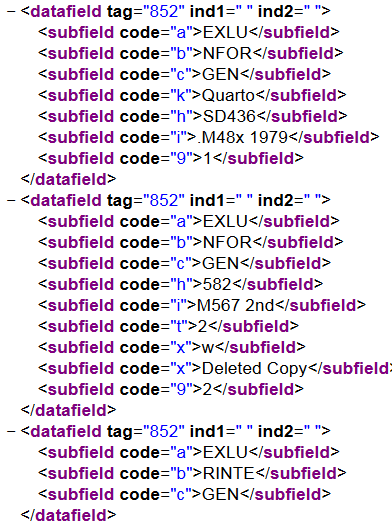 – <datafield tag="852" ind1=" " ind2=" ">
<subfield code="a">EXLU</subfield>
<subfield code="b">NFOR</subfield>
<subfield code="c">GEN</subfield>
<subfield code="k">Quarto</subfield>
<subfield code="h">SD436</subfield>
<subfield code="i">.M48x 1979</subfield>
<subfield code="9">1</subfield>
</datafield>
– <datafield tag="852" ind1=" " ind2=" ">
<subfield code="a">EXLU</subfield>
<subfield code="b">NFOR</subfield>
<subfield code="c">GEN</subfield>
<subfield code="h">582</subfield>
<subfield code="i">M567 2nd</subfield>
<subfield code="t">2</subfield>
<subfield code="x">w</subfield>
<subfield code="x">Deleted Copy</subfield
<subfield code="9">2</subfield>
</datafield>
– <datafield tag="852" ind1=" " ind2=" ">
<subfield code="a">EXLU</subfield>
<subfield code="b">RINTE</subfield>
<subfield code="c">GEN</subfield>
</datafield>